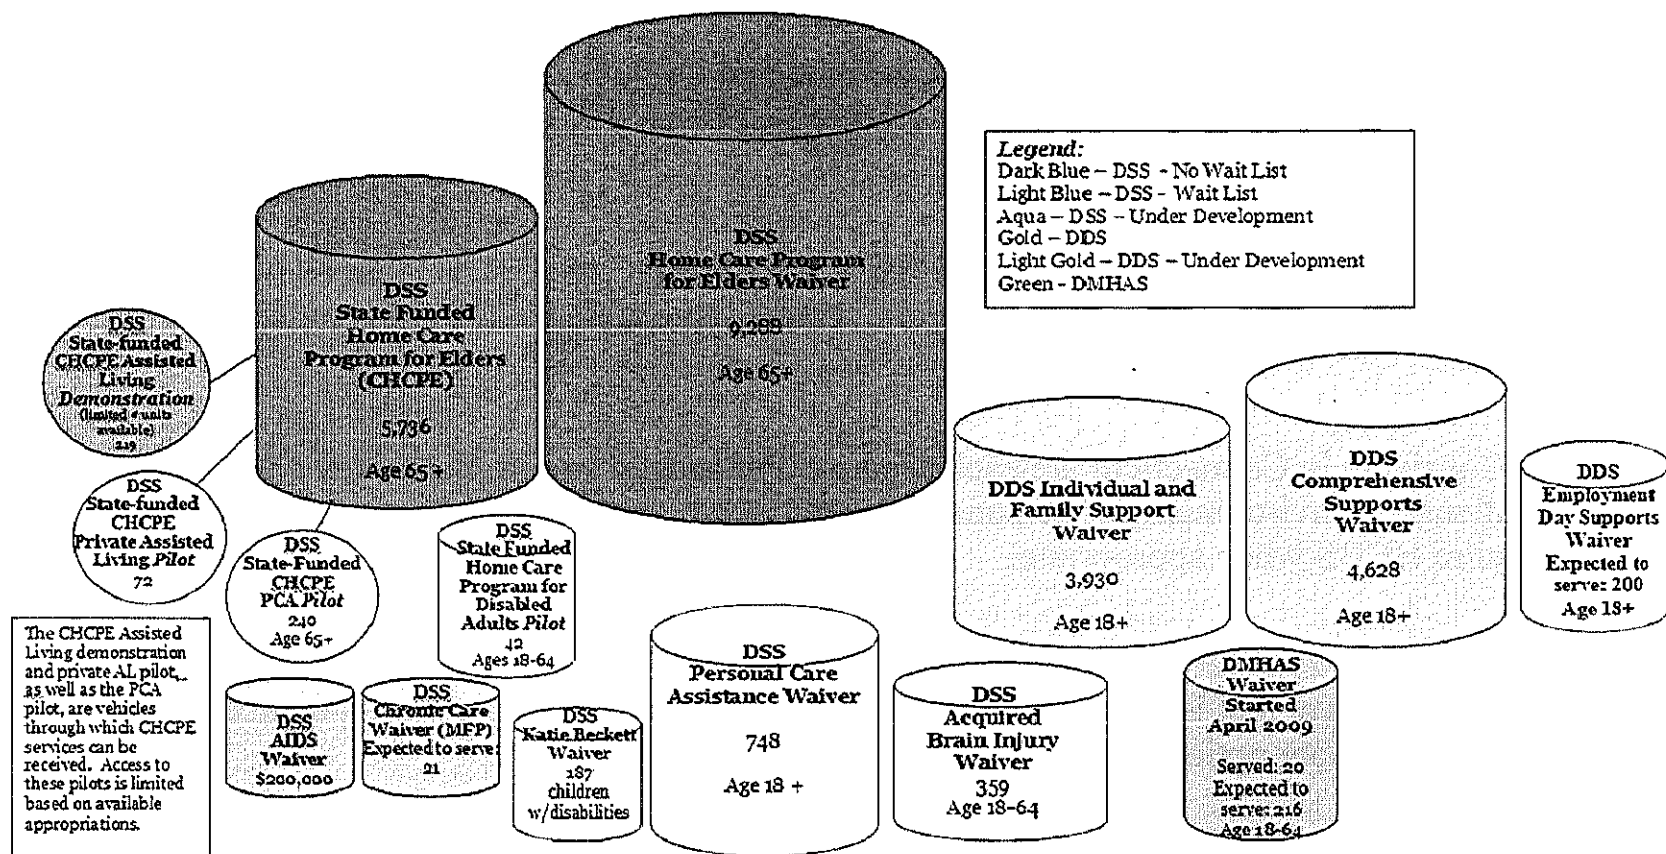 DSS
Home Care Program
for Elders Waiver
9,288
Age 65+
Legend:
Dark Blue – DSS - No Wait List
Light Blue – DSS - Wait List
Aqua – DSS – Under Development
Gold – DDS
Light Gold – DDS – Under Development
Green - DMHAS
DSS
State Funded
Home Care
Program for Elders
(CHCPE)
5,736
Age 65 +
DSS
State-funded
CHCPE Assisted
Living
Demonstration
(limited # units
available)
219
DSS
State-funded
CHCPE
Private Assisted
Living Pilot
72
DSS
State-Funded
CHCPE
PCA Pilot
240
Age 65+
DSS
State Funded
Home Care
Program for
Disabled
Adults Pilot
42
Ages 18-64
DDS Individual and
Family Support
Waiver
3,930
Age 18+
DDS
Comprehensive
Supports
Waiver
4,628
Age 18+
DDS
Employment
Day Supports
Waiver
Expected to
serve: 200
Age 18+
The CHCPE Assisted
Living demonstration
and private AL pilot,
as well as the PCA
pilot, are vehicles
through which CHCPE
services can be
received. Access to
these pilots is limited
based on available
appropriations.
DSS
AIDS
Waiver
$200,000
DSS
Chronic Care
Waiver (MFP)
Expected to serve:
21
DSS
Katie Beckett
Waiver
187
children
w/disabilities
DSS
Personal Care
Assistance Waiver
748
Age 18 +
DSS
Acquired
Brain Injury
Waiver
359
Age 18-64
DMHAS
Waiver
Started
April 2009
Served: 20
Expected to
serve: 216
Age 18-64